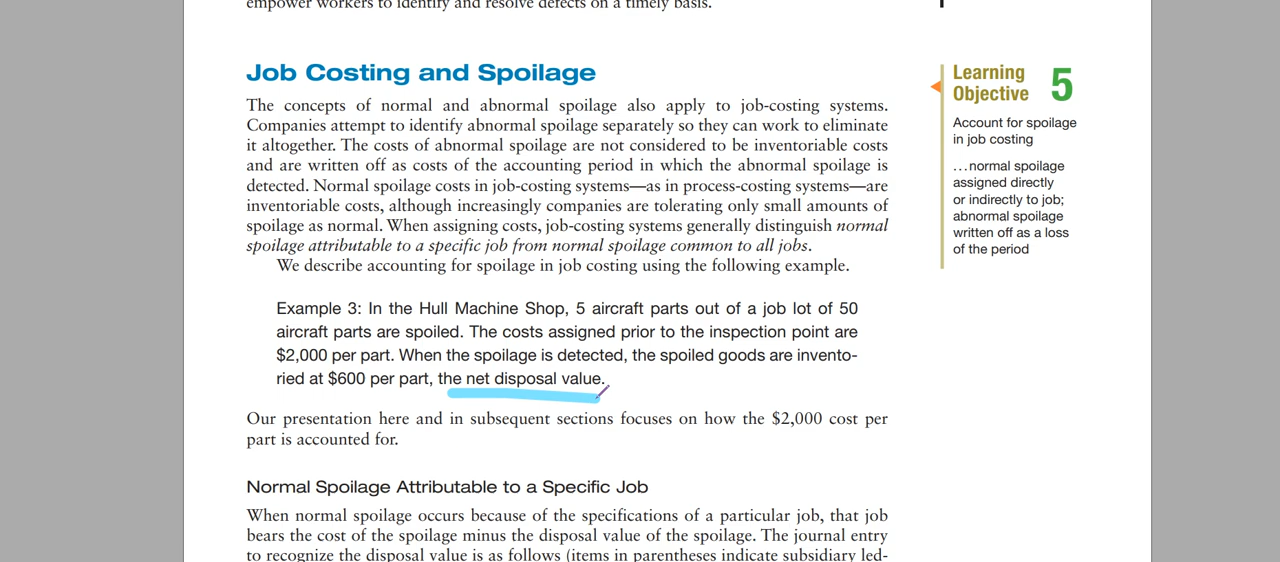 empower workers to identify and resolve defects on a timely basis.
Job Costing and Spoilage
The concepts of normal and abnormal spoilage also apply to job-costing systems.
Companies attempt to identify abnormal spoilage separately so they can work to eliminate
it altogether. The costs of abnormal spoilage are not considered to be inventoriable costs
and are written off as costs of the accounting period in which the abnormal spoilage is
detected. Normal spoilage costs in job-costing systems—as in process-costing systems—are
inventoriable costs, although increasingly companies are tolerating only small amounts of
spoilage as normal. When assigning costs, job-costing systems generally distinguish normal
spoilage attributable to a specific job from normal spoilage common to all jobs.
We describe accounting for spoilage in job costing using the following example.
Example 3: In the Hull Machine Shop, 5 aircraft parts out of a job lot of 50
aircraft parts are spoiled. The costs assigned prior to the inspection point are
$2,000 per part. When the spoilage is detected, the spoiled goods are invento-
ried at $600 per part, the net disposal value.
Our presentation here and in subsequent sections focuses on how the $2,000 cost per
part is accounted for.
Normal Spoilage Attributable to a Specific Job
When normal spoilage occurs because of the specifications of a particular job, that job
bears the cost of the spoilage minus the disposal value of the spoilage. The journal entry
to recognize the disposal value is as follows (items in parentheses indicate subsidiary led-
Learning
Objective 5
Account for spoilage
in job costing
...normal spoilage
assigned directly
or indirectly to job;
abnormal spoilage
written off as a loss
of the period